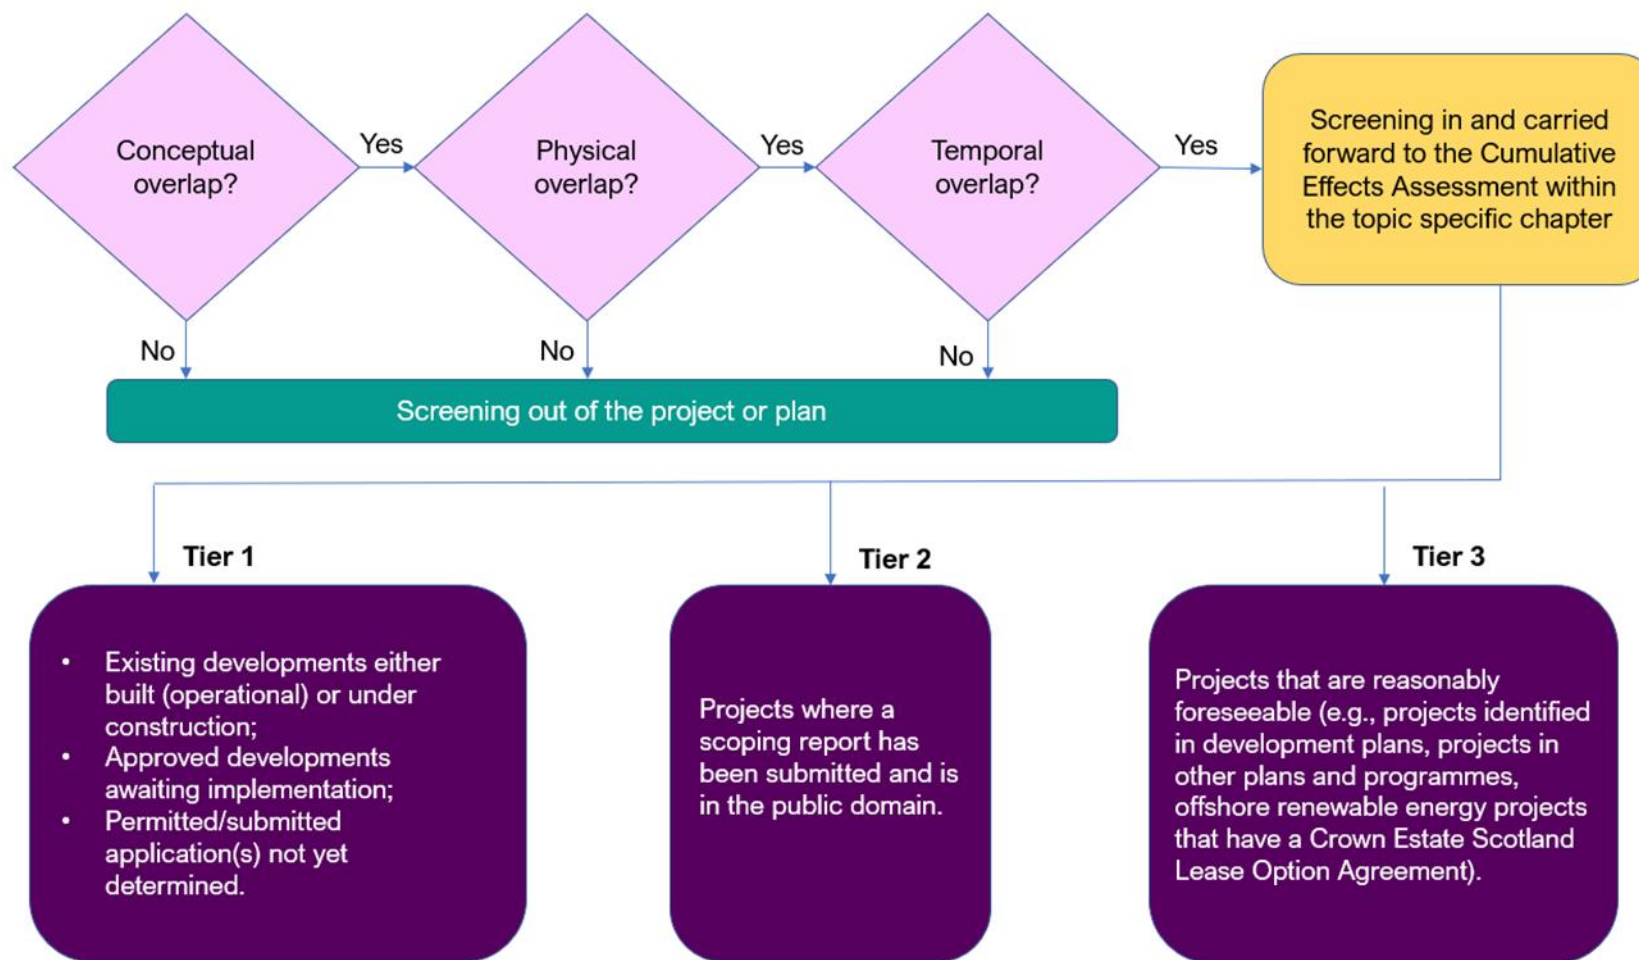 Conceptual
overlap?
Yes
Physical
overlap?
Yes
Temporal
overlap?
Yes
Screening in and carried
forward to the Cumulative
Effects Assessment within
the topic specific chapter
No
No
No
Screening out of the project or plan
Tier 1
• Existing developments either
built (operational) or under
construction;
• Approved developments
awaiting implementation;
• Permitted/submitted
application(s) not yet
determined.
Tier 2
Projects where a
scoping report has
been submitted and is
in the public domain.
Tier 3
Projects that are reasonably
foreseeable (e.g., projects identified
in development plans, projects in
other plans and programmes,
offshore renewable energy projects
that have a Crown Estate Scotland
Lease Option Agreement).